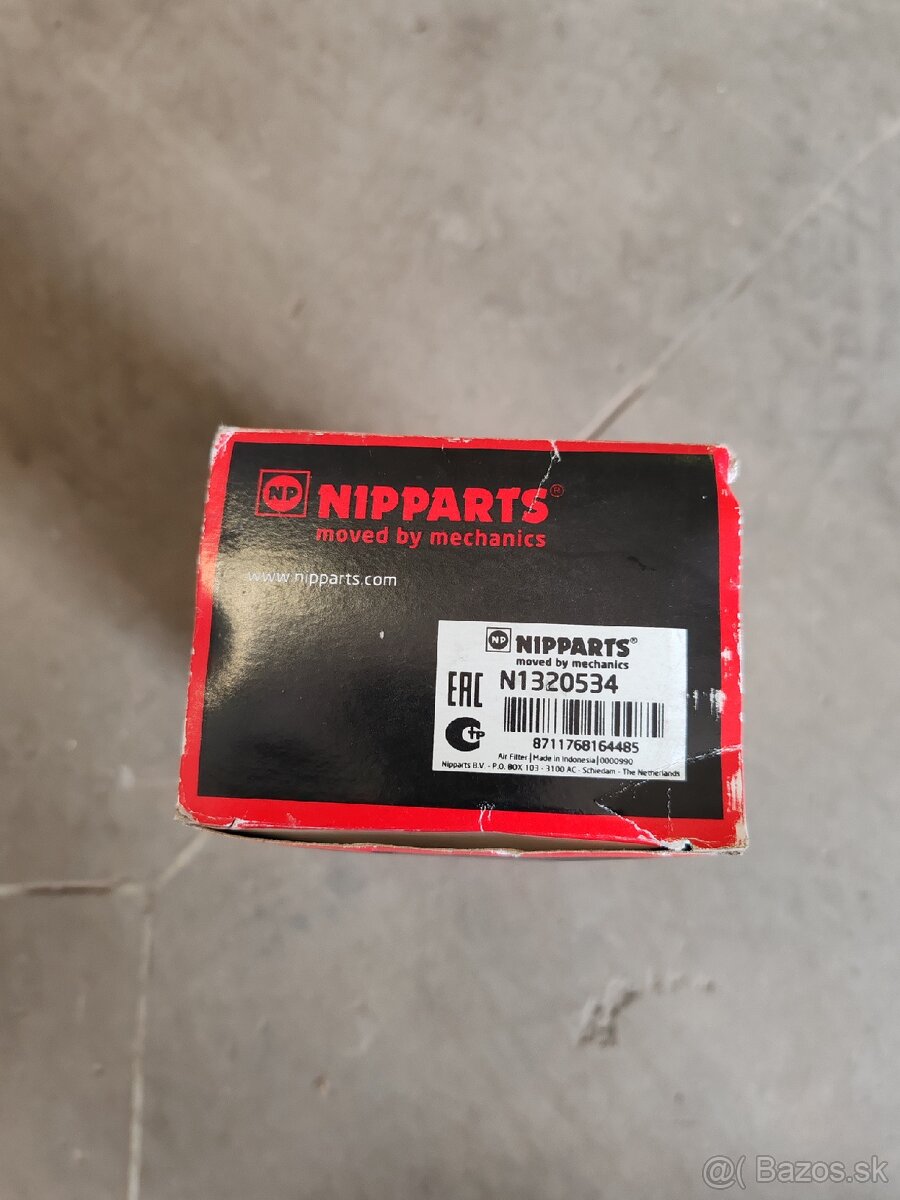 NP NIPPARTS®
moved by mechanics
www.nipparts.com
NP NIPPARTS®
moved by mechanics
EAC N1320534
8711768164485
Air Filter | Made in Indonesia | 0000990
Nipparts B.V. - P.O. BOX 103 - 3100 AC - Schiedam - The Netherlands
@( Bazos.sk